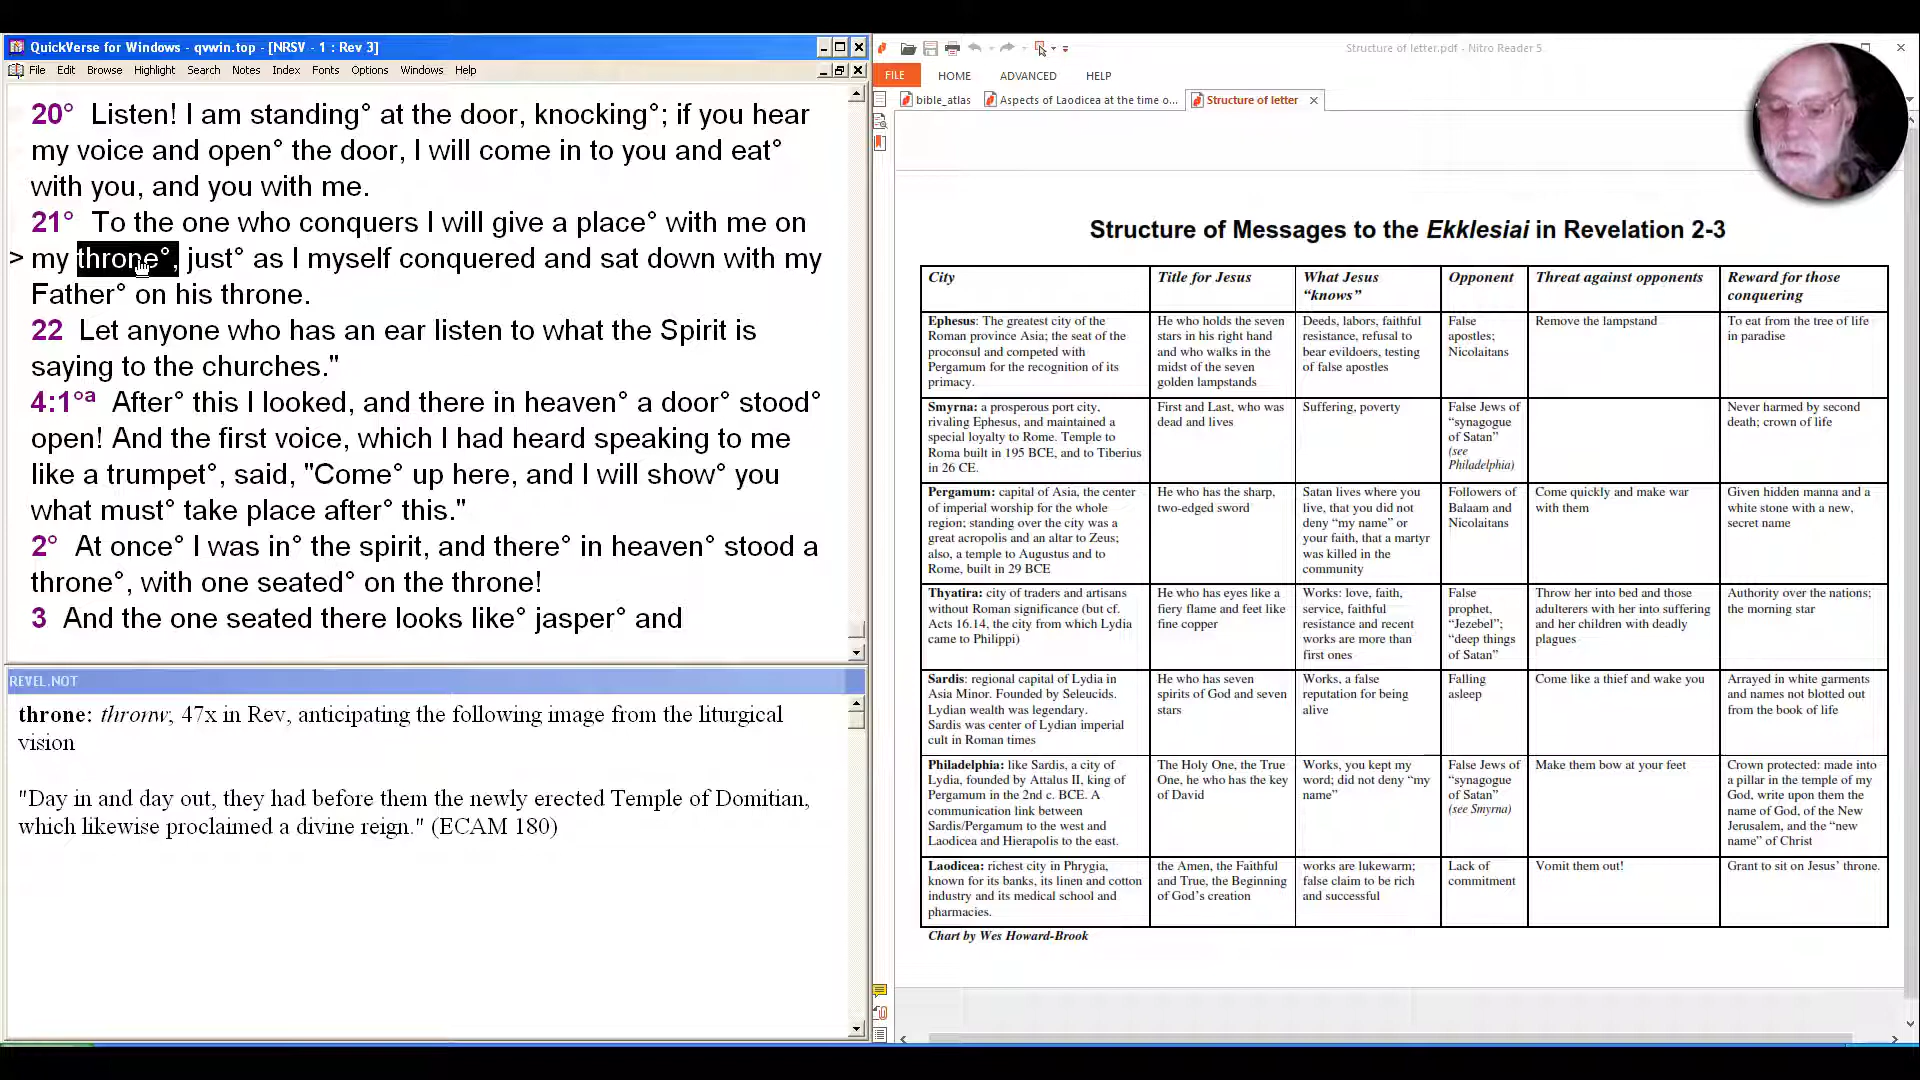 QuickVerse for Windows - qvwin.top - [NRSV - 1 : Rev 3]
File Edit Browse Highlight Search Notes Index Fonts Options Windows Help
20° Listen! I am standing° at the door, knocking°; if you hear
my voice and open° the door, I will come in to you and eat°
with you, and you with me.
21° To the one who conquers I will give a place° with me on
> my throne°, just° as I myself conquered and sat down with my
Father° on his throne.
22 Let anyone who has an ear listen to what the Spirit is
saying to the churches."
4:1°a After° this I looked, and there in heaven° a door° stood°
open! And the first voice, which I had heard speaking to me
like a trumpet°, said, "Come° up here, and I will show° you
what must° take place after° this."
2° At once° I was in° the spirit, and there° in heaven° stood a
throne°, with one seated° on the throne!
3 And the one seated there looks like° jasper° and
REVEL.NOT
throne: thronw, 47x in Rev, anticipating the following image from the liturgical
vision
"Day in and day out, they had before them the newly erected Temple of Domitian,
which likewise proclaimed a divine reign." (ECAM 180)
Structure of letter.pdf - Nitro Reader 5
FILE HOME ADVANCED HELP
bible_atlas Aspects of Laodicea at the time o... Structure of letter
Structure of Messages to the Ekklesiai in Revelation 2-3
City
Title for Jesus
What Jesus
"knows"
Opponent
Threat against opponents
Reward for those
conquering
Ephesus: The greatest city of the
Roman province Asia; the seat of the
proconsul and competed with
Pergamum for the recognition of its
primacy.
He who holds the seven
stars in his right hand
and who walks in the
midst of the seven
golden lampstands
Deeds, labors, faithful
resistance, refusal to
bear evildoers, testing
of false apostles
False
apostles;
Nicolaitans
Remove the lampstand
To eat from the tree of life
in paradise
Smyrna: a prosperous port city,
rivaling Ephesus, and maintained a
special loyalty to Rome. Temple to
Roma built in 195 BCE, and to Tiberius
in 26 CE.
First and Last, who was
dead and lives
Suffering, poverty
False Jews of
“synagogue
of Satan”
(see
Philadelphia)
Never harmed by second
death; crown of life
Pergamum: capital of Asia, the center
of imperial worship for the whole
region; standing over the city was a
great acropolis and an altar to Zeus;
also, a temple to Augustus and to
Rome, built in 29 BCE
He who has the sharp,
two-edged sword
Satan lives where you
live, that you did not
deny “my name” or
your faith, that a martyr
was killed in the
community
Followers of
Balaam and
Nicolaitans
Come quickly and make war
with them
Given hidden manna and a
white stone with a new,
secret name
Thyatira: city of traders and artisans
without Roman significance (but cf.
Acts 16.14, the city from which Lydia
came to Philippi)
He who has eyes like a
fiery flame and feet like
fine copper
Works: love, faith,
service, faithful
resistance and recent
works are more than
first ones
False
prophet,
“Jezebel”;
“deep things
of Satan”
Throw her into bed and those
adulterers with her into suffering
and her children with deadly
plagues
Authority over the nations;
the morning star
Sardis: regional capital of Lydia in
Asia Minor. Founded by Seleucids.
Lydian wealth was legendary.
Sardis was center of Lydian imperial
cult in Roman times
He who has seven
spirits of God and seven
stars
Works, a false
reputation for being
alive
Falling
asleep
Come like a thief and wake you
Arrayed in white garments
and names not blotted out
from the book of life
Philadelphia: like Sardis, a city of
Lydia, founded by Attalus II, king of
Pergamum in the 2nd c. BCE. A
communication link between
Sardis/Pergamum to the west and
Laodicea and Hierapolis to the east.
The Holy One, the True
One, he who has the key
of David
Works, you kept my
word; did not deny “my
name”
False Jews of
“synagogue
of Satan”
(see Smyrna)
Make them bow at your feet
Crown protected: made into
a pillar in the temple of my
God, write upon them the
name of God, of the New
Jerusalem, and the “new
name” of Christ
Laodicea: richest city in Phrygia,
known for its banks, its linen and cotton
industry and its medical school and
pharmacies.
the Amen, the Faithful
and True, the Beginning
of God’s creation
works are lukewarm;
false claim to be rich
and successful
Lack of
commitment
Vomit them out!
Grant to sit on Jesus’ throne.
Chart by Wes Howard-Brook